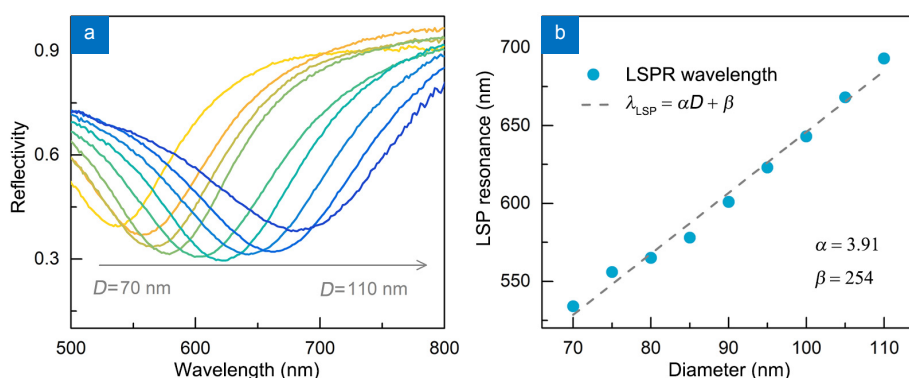 a
0.9
0.6
0.3
Reflectivity
D=70 nm
D=110 nm
500
600
700
800
Wavelength (nm)
b
700
650
600
550
LSP resonance (nm)
LSPR wavelength
λLSP = αD + β
α = 3.91
β = 254
70
80
90
100
110
Diameter (nm)